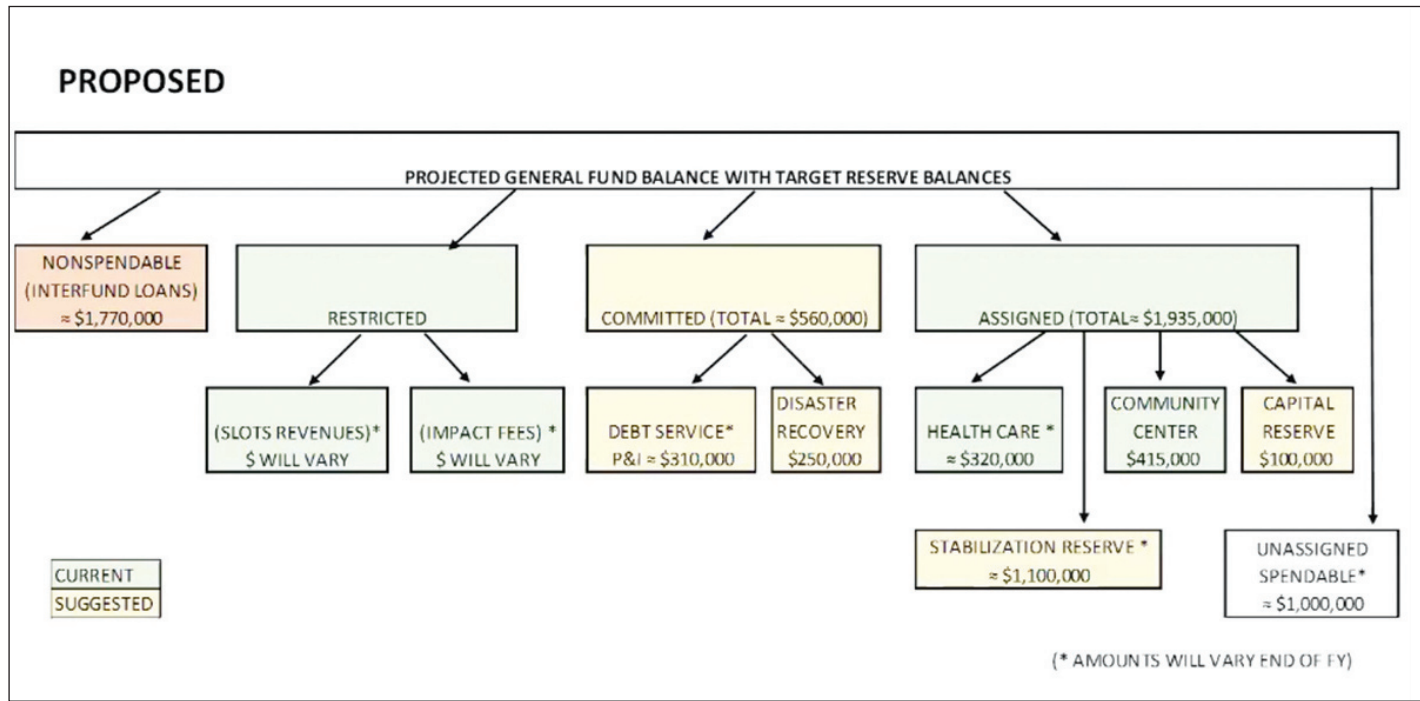 PROPOSED
PROJECTED GENERAL FUND BALANCE WITH TARGET RESERVE BALANCES
NONSPENDABLE
(INTERFUND LOANS)
≈ $1,770,000
RESTRICTED
COMMITTED (TOTAL ≈ $560,000)
ASSIGNED (TOTAL≈ $1,935,000)
(SLOTS REVENUES)*
$ WILL VARY
(IMPACT FEES) *
$ WILL VARY
DEBT SERVICE*
P&I ≈ $310,000
DISASTER
RECOVERY
$250,000
HEALTH CARE *
≈ $320,000
COMMUNITY
CENTER
$415,000
CAPITAL
RESERVE
$100,000
STABILIZATION RESERVE *
≈ $1,100,000
UNASSIGNED
SPENDABLE*
≈ $1,000,000
CURRENT
SUGGESTED
(* AMOUNTS WILL VARY END OF FY)